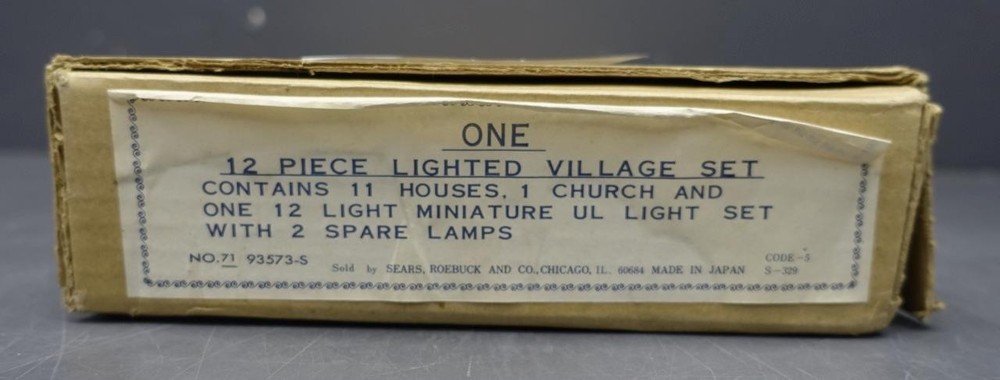 ONE
12 PIECE LIGHTED VILLAGE SET
CONTAINS 11 HOUSES, 1 CHURCH AND
ONE 12 LIGHT MINIATURE UL LIGHT SET
WITH 2 SPARE LAMPS
NO.71 93573-S
Sold by SEARS, ROEBUCK AND CO., CHICAGO, IL. 60684 MADE IN JAPAN
CODE-5
S-329